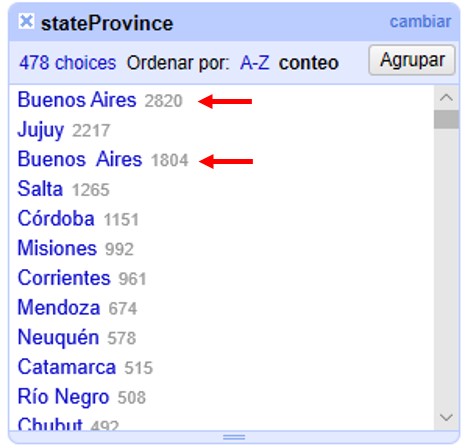 stateProvince cambiar
478 choices Ordenar por: A-Z conteo Agrupar
Buenos Aires 2820
Jujuy 2217
Buenos  Aires 1804
Salta 1265
Córdoba 1151
Misiones 992
Corrientes 961
Mendoza 674
Neuquén 578
Catamarca 515
Río Negro 508
Chubut 492